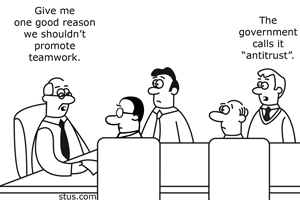 Give me
one good reason
we shouldn't
promote
teamwork.
The
government
calls it
"antitrust".
stus.com